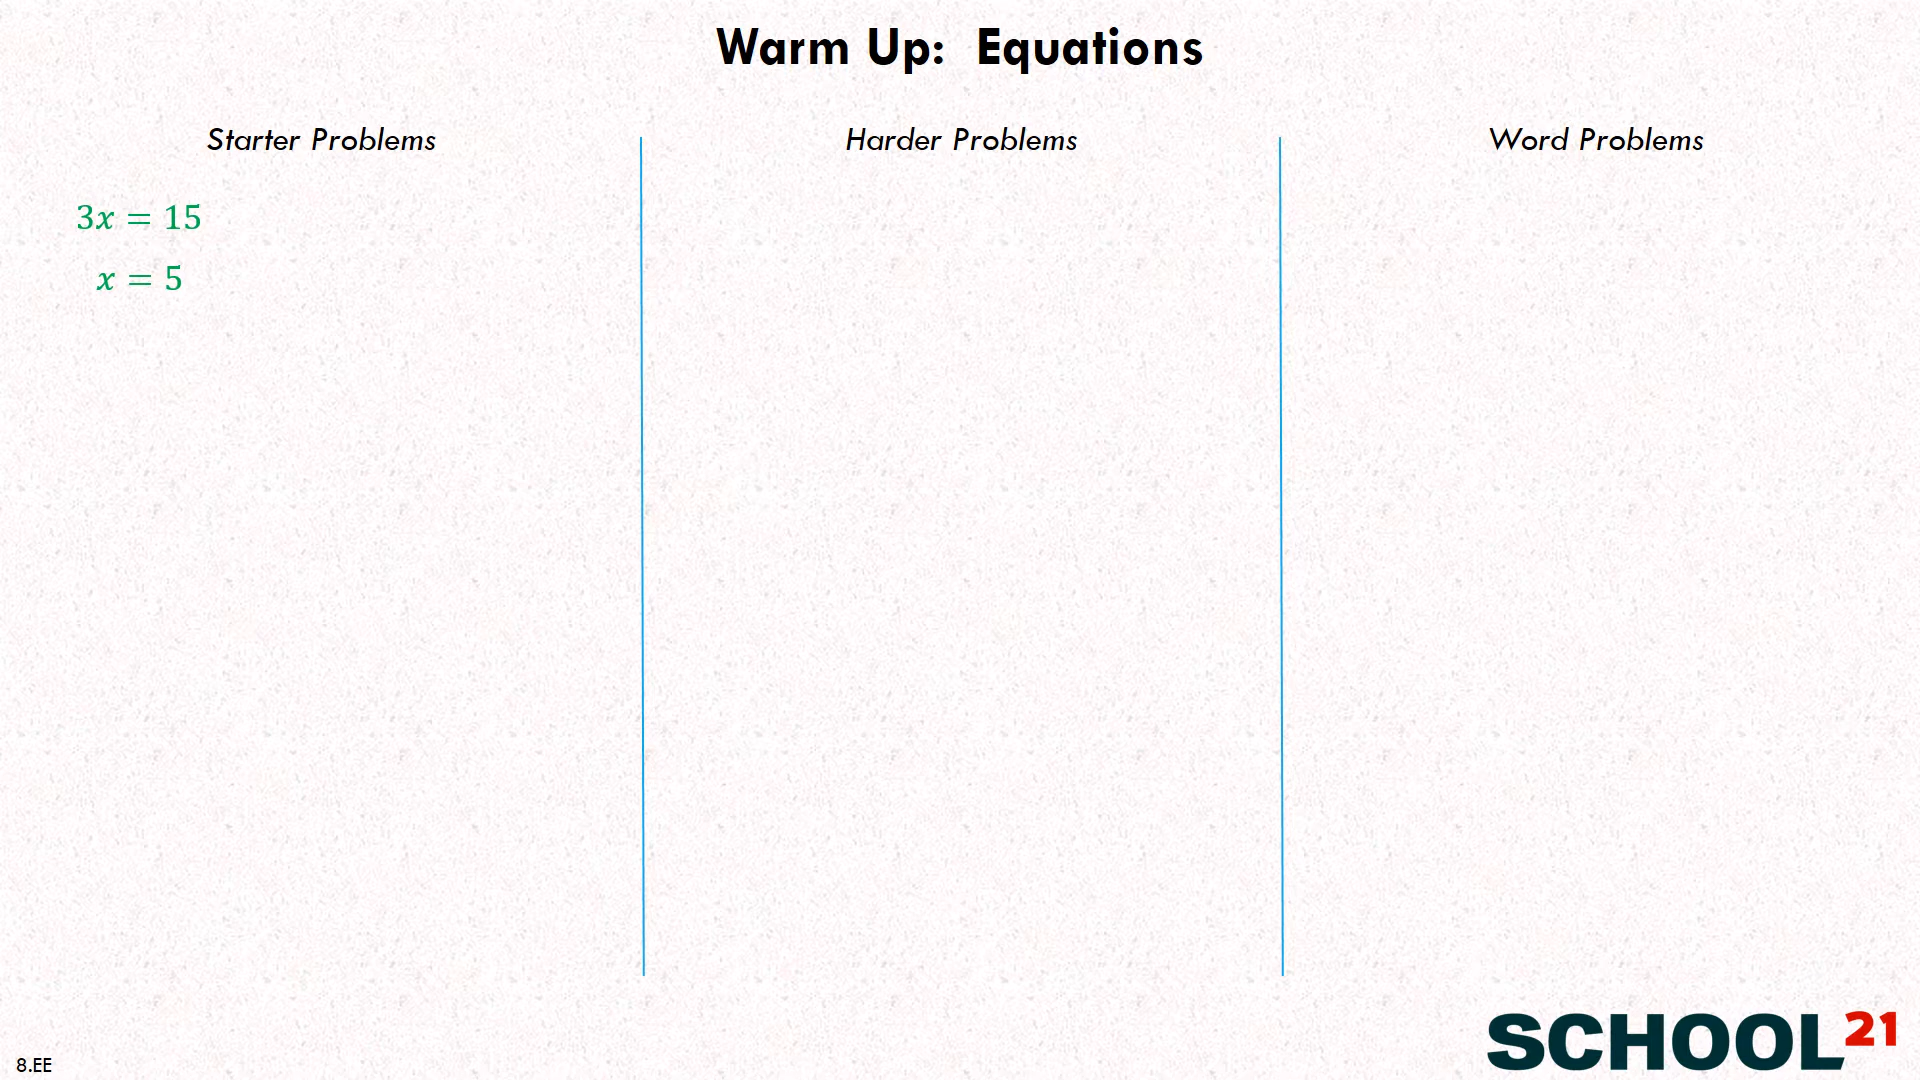 Warm Up:  Equations
Starter Problems
Harder Problems
Word Problems
3x = 15
x = 5
8.EE
SCHOOL21